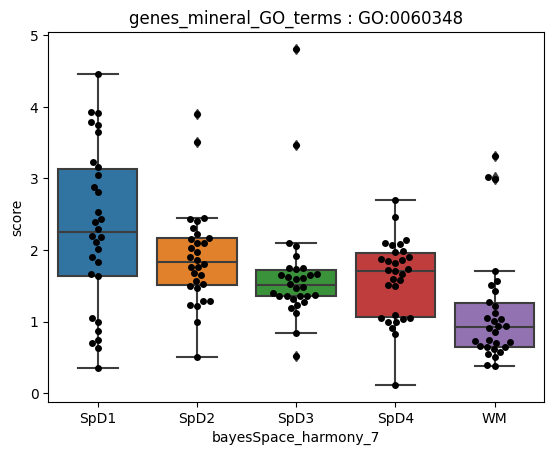 genes_mineral_GO_terms : GO:0060348
5
4
3
2
1
0
score
SpD1 SpD2 SpD3 SpD4 WM
bayesSpace_harmony_7